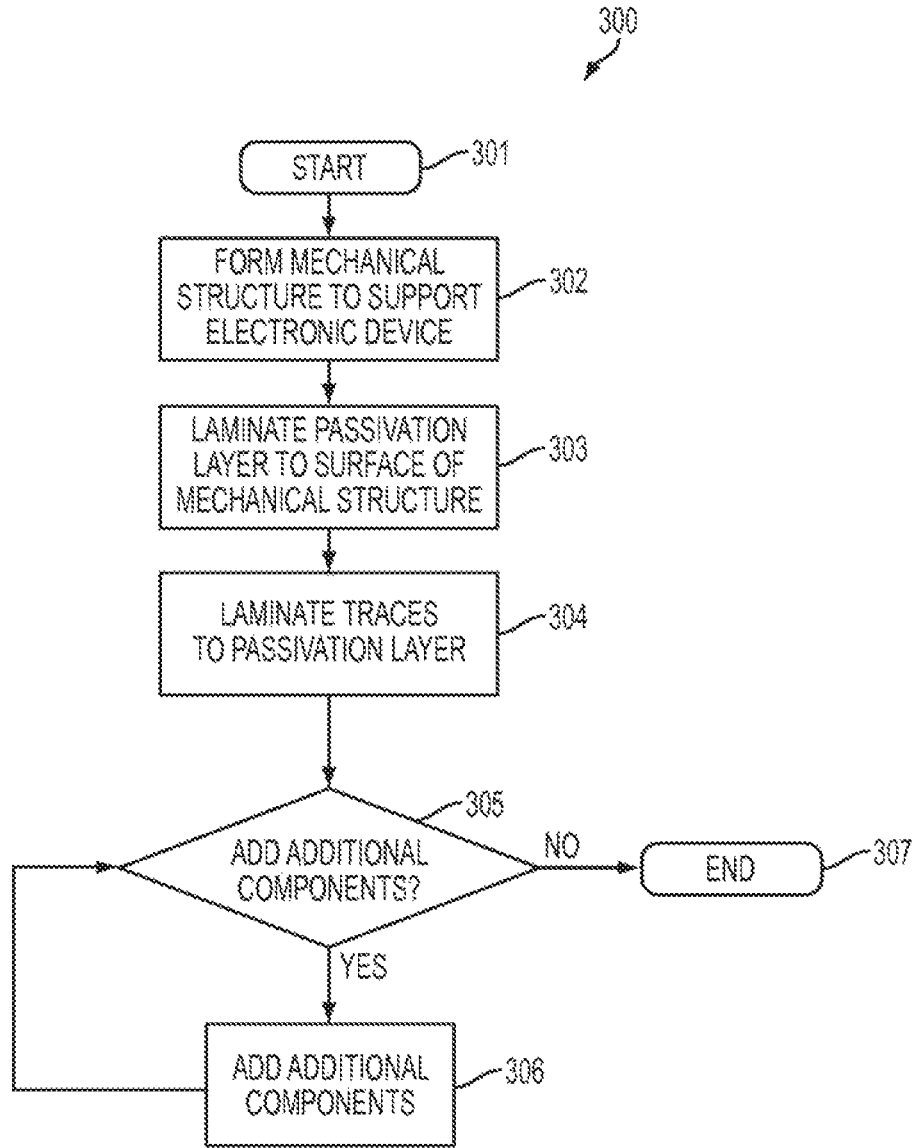 300
START
301
FORM MECHANICAL
STRUCTURE TO SUPPORT
ELECTRONIC DEVICE
302
LAMINATE PASSIVATION
LAYER TO SURFACE OF
MECHANICAL STRUCTURE
303
LAMINATE TRACES
TO PASSIVATION LAYER
304
305
ADD ADDITIONAL
COMPONENTS?
NO
END
307
YES
ADD ADDITIONAL
COMPONENTS
306